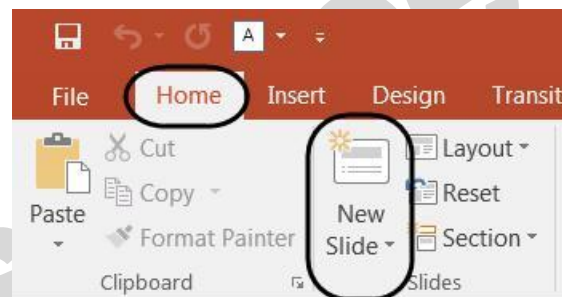 A
File Home Insert Design Transit
Cut
Copy
Format Painter
Paste
Clipboard
New
Slide
Layout
Reset
Section
Slides